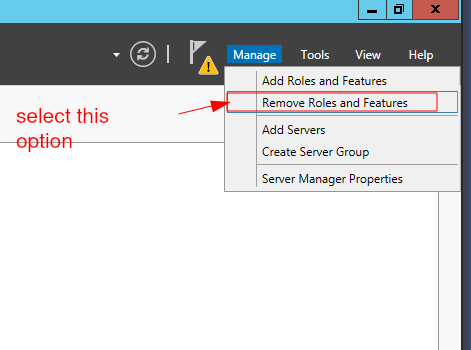 Manage Tools View Help
Add Roles and Features
Remove Roles and Features
Add Servers
Create Server Group
Server Manager Properties
select this
option